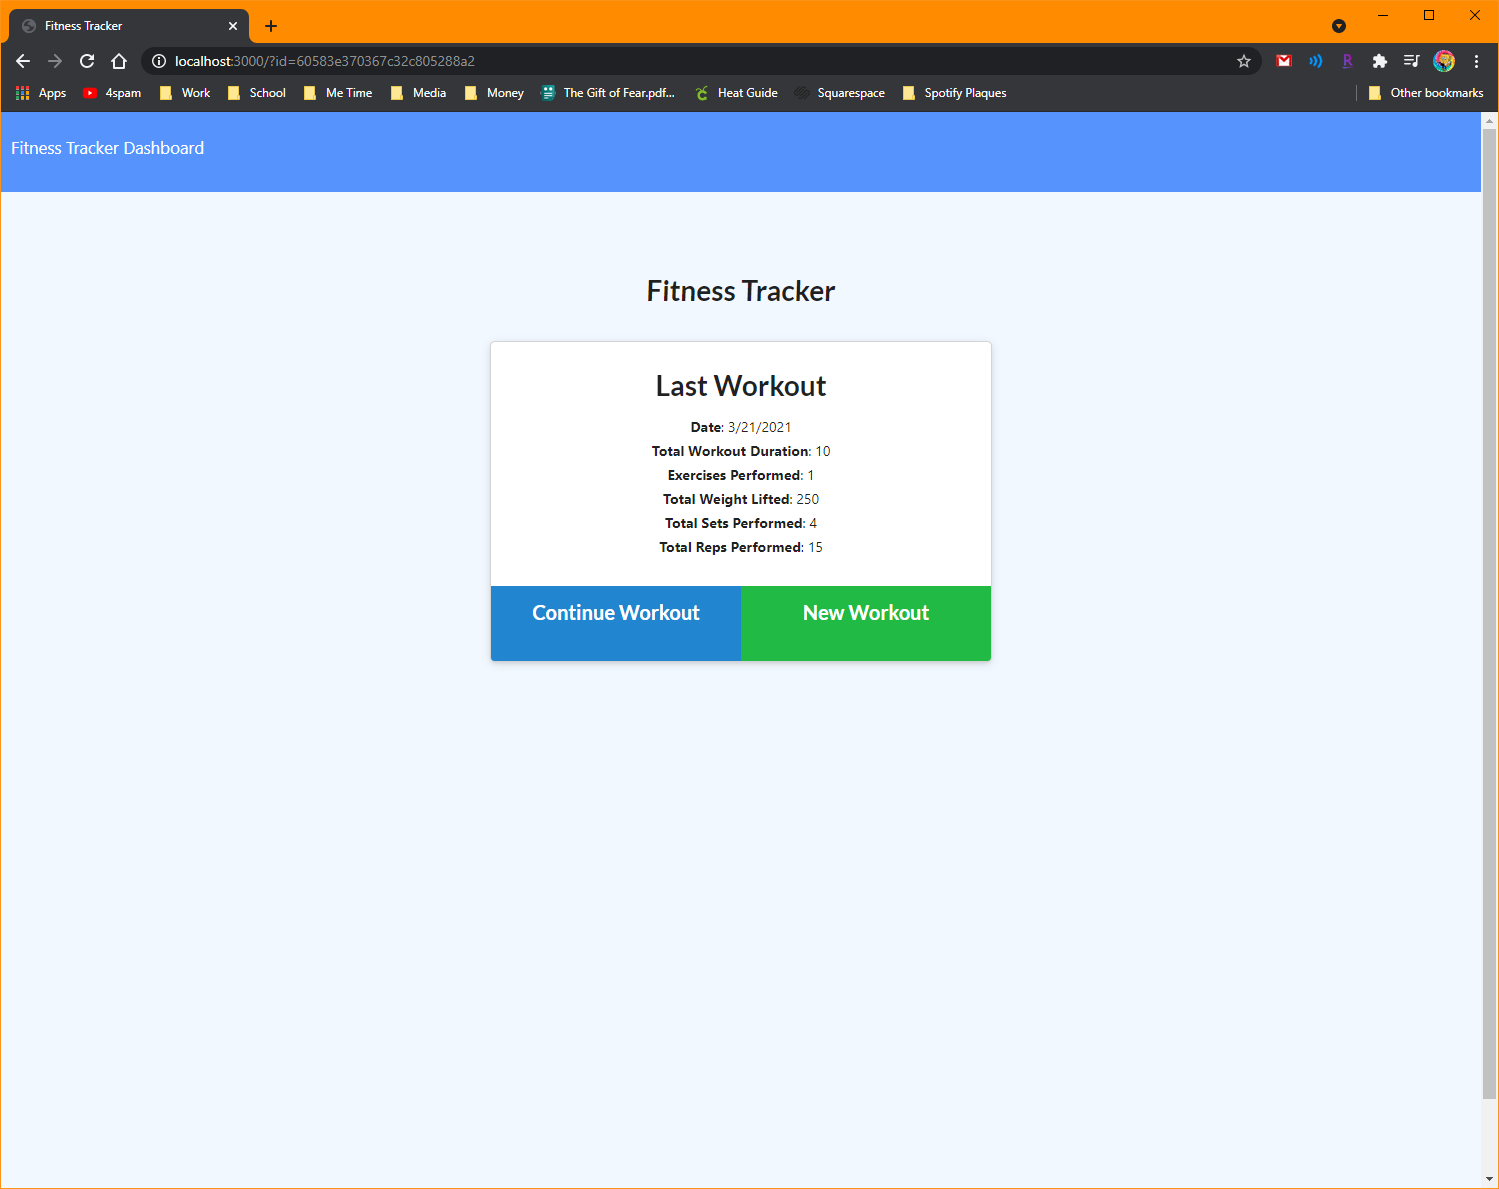 Fitness Tracker
localhost:3000/?id=60583e370367c32c805288a2
Apps 4spam Work School Me Time Media Money The Gift of Fear.pdf... Heat Guide Squarespace Spotify Plaques Other bookmarks
Fitness Tracker Dashboard
Fitness Tracker
Last Workout
Date: 3/21/2021
Total Workout Duration: 10
Exercises Performed: 1
Total Weight Lifted: 250
Total Sets Performed: 4
Total Reps Performed: 15
Continue Workout New Workout